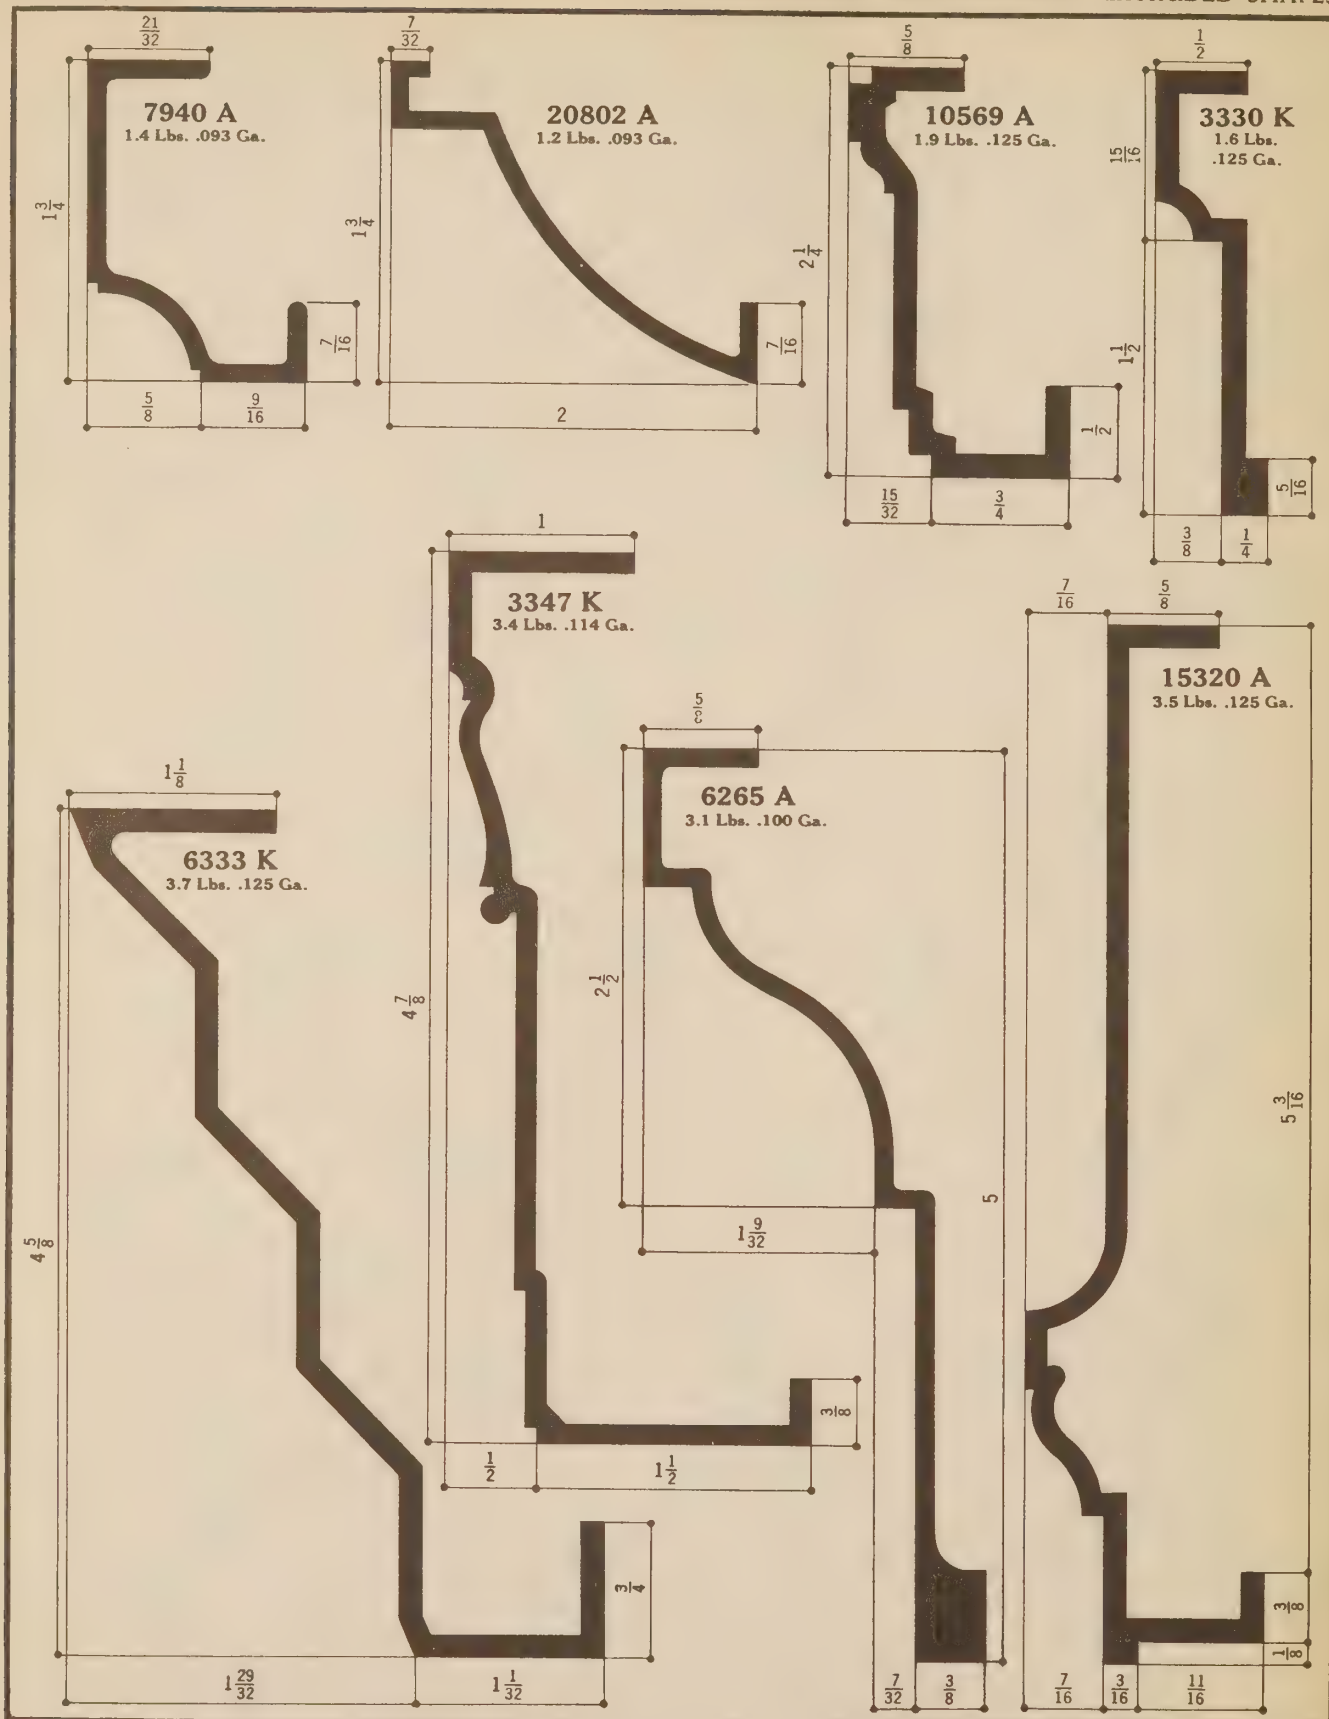 21/32
7940 A
1.4 Lbs. .093 Ga.
1 3/4
7/16
5/8
9/16
7/32
20802 A
1.2 Lbs. .093 Ga.
1 3/4
7/16
2
5/8
10569 A
1.9 Lbs. .125 Ga.
2 1/4
1/2
15/32
3/4
1/2
3330 K
1.6 Lbs.
.125 Ga.
15/16
1 1/2
5/16
3/8
1/4
1
3347 K
3.4 Lbs. .114 Ga.
4 7/8
3/8
1/2
1 1/2
7/16
5/8
15320 A
3.5 Lbs. .125 Ga.
5 3/16
3/8
1/8
7/16
3/16
11/16
6265 A
3.1 Lbs. .100 Ga.
2 1/2
5
1 9/32
7/32
3/8
1 1/8
6333 K
3.7 Lbs. .125 Ga.
4 5/8
3/4
1 29/32
1 1/32